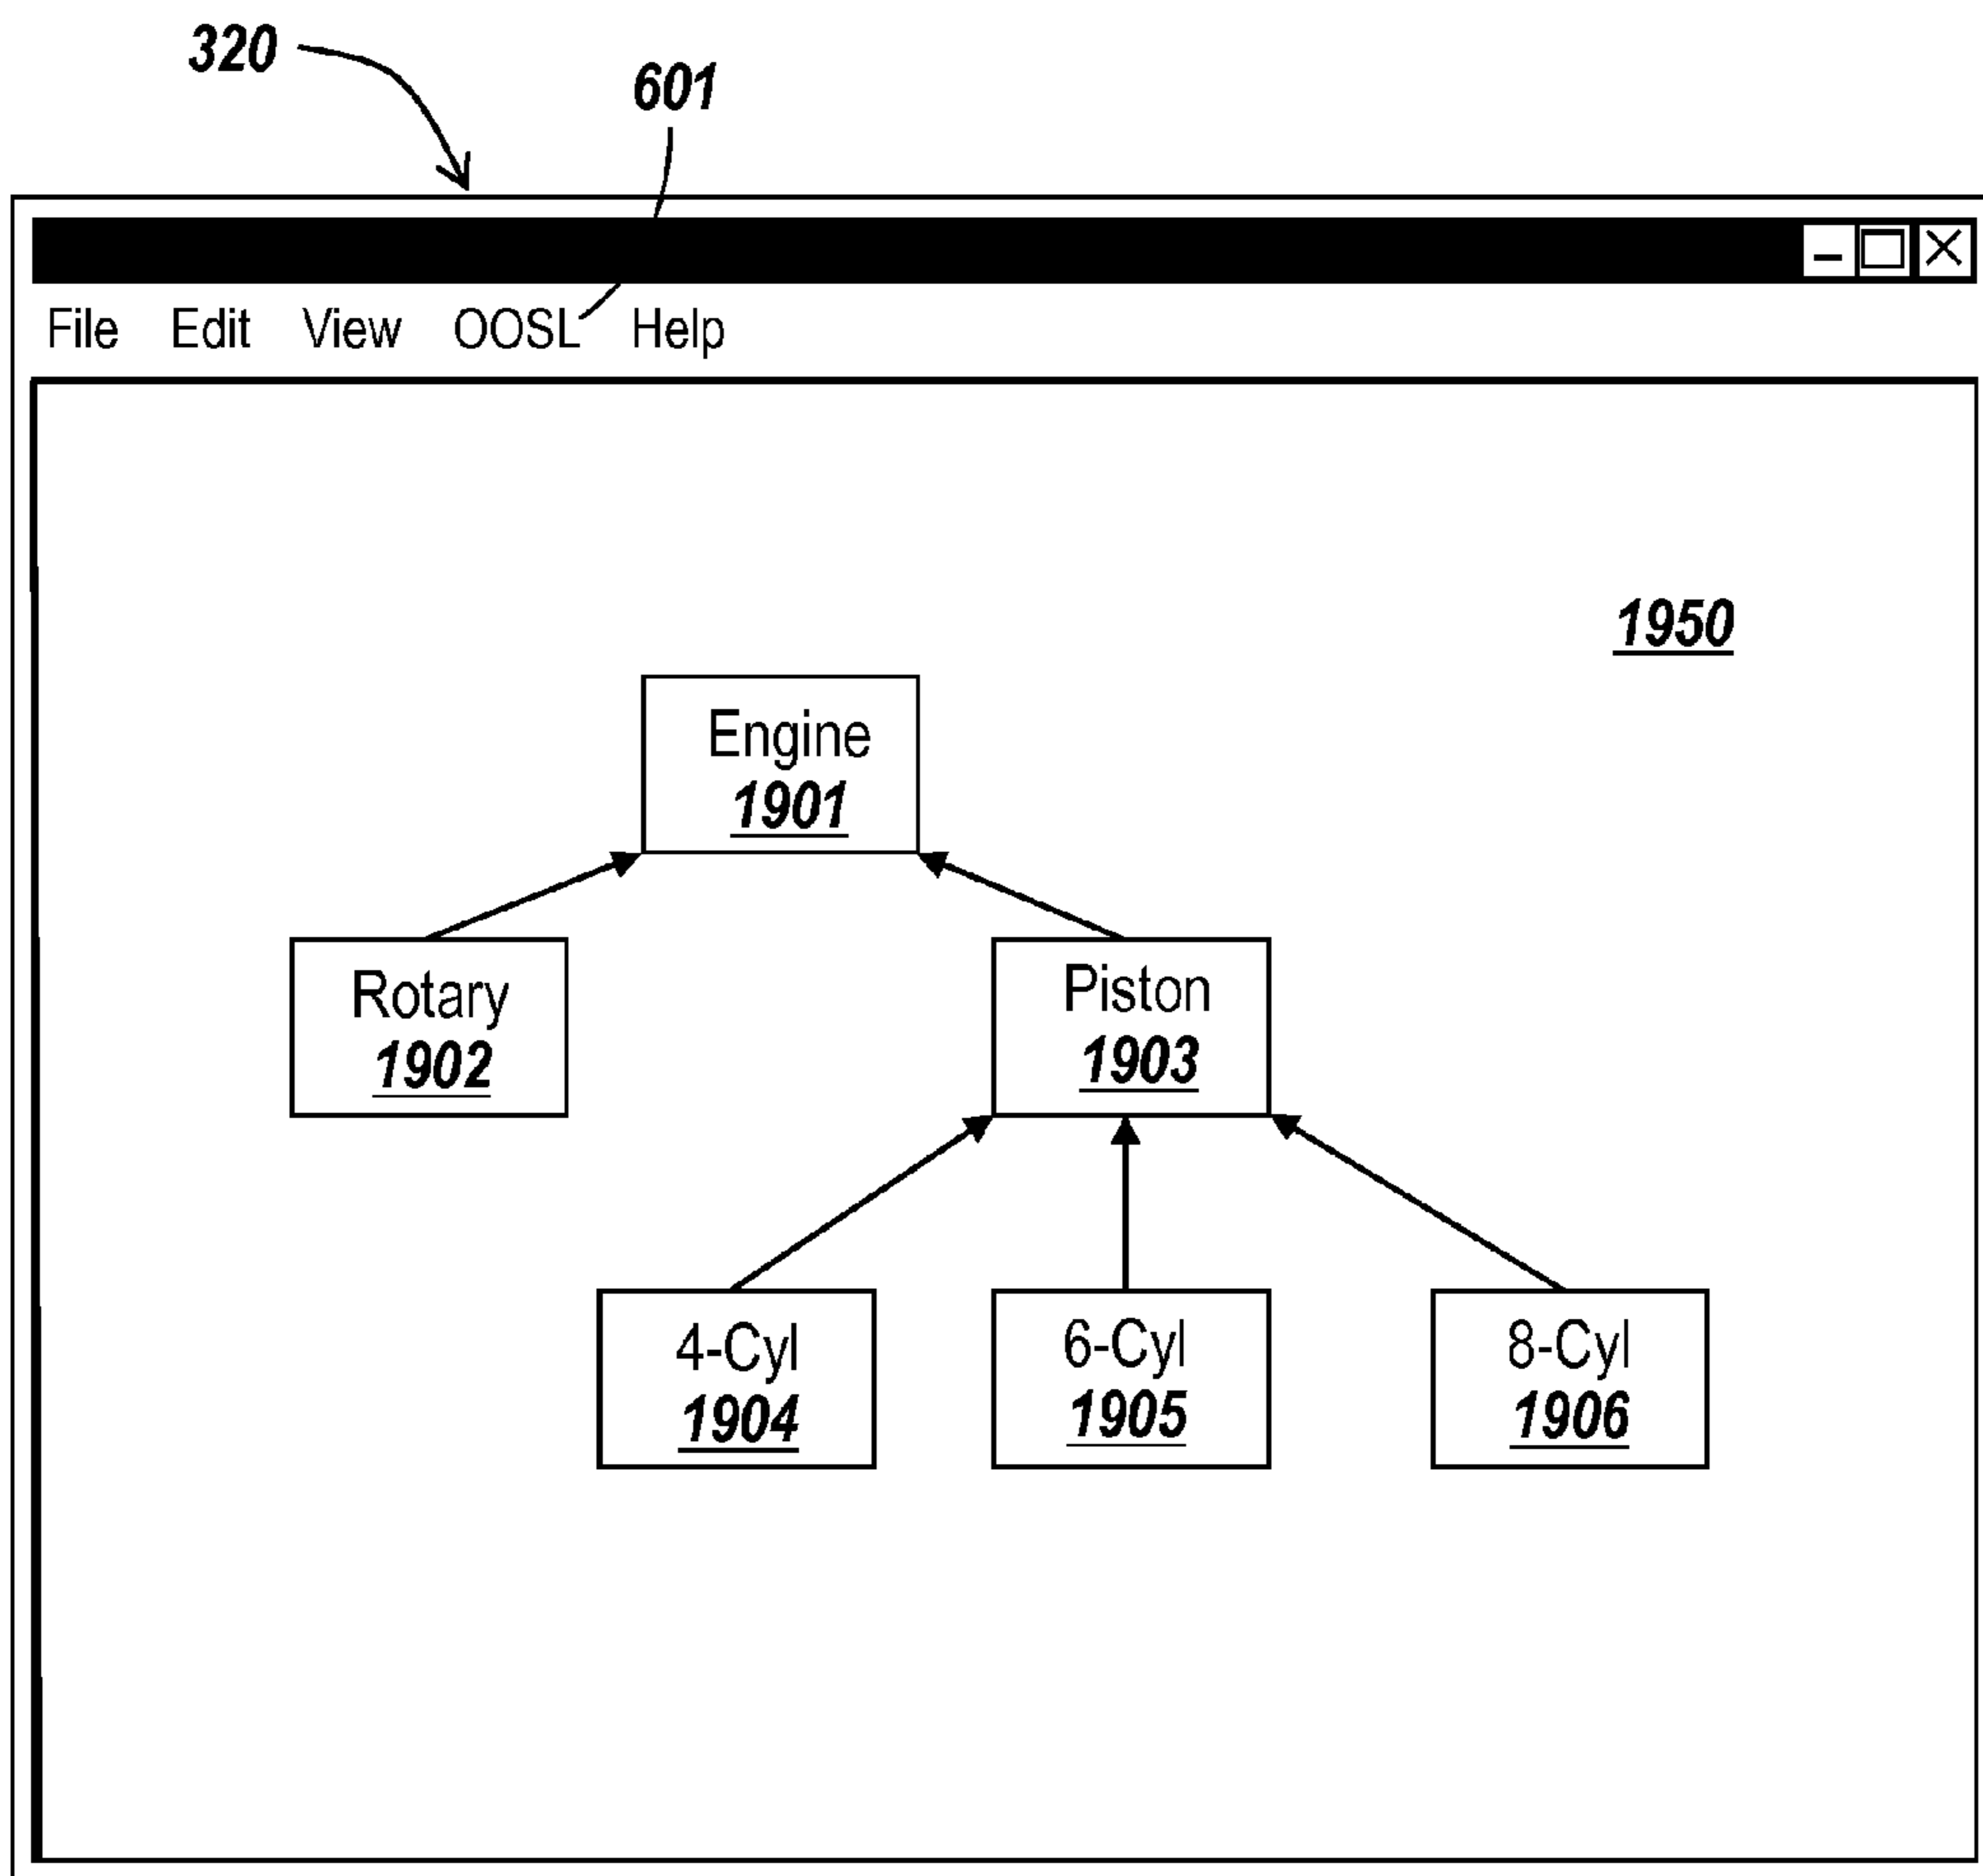 320
601
File Edit View OOSL Help
1950
Engine
1901
Rotary
1902
Piston
1903
4-Cyl
1904
6-Cyl
1905
8-Cyl
1906